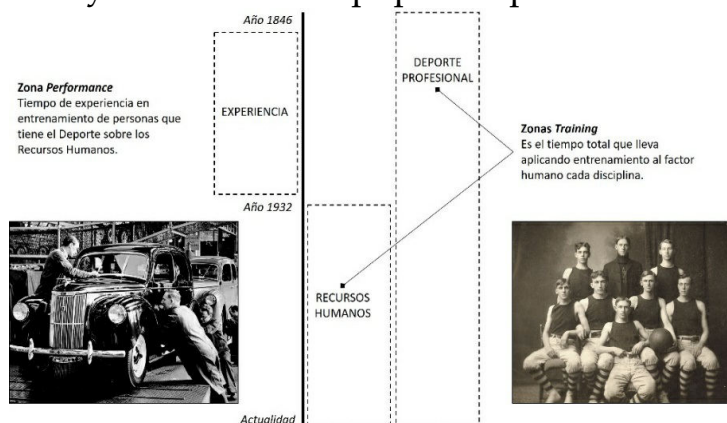 Año 1846
DEPORTE
PROFESIONAL
Zona Performance
Tiempo de experiencia en
entrenamiento de personas que
tiene el Deporte sobre los
Recursos Humanos.
EXPERIENCIA
Zonas Training
Es el tiempo total que lleva
aplicando entrenamiento al factor
humano cada disciplina.
Año 1932
RECURSOS
HUMANOS
Actualidad